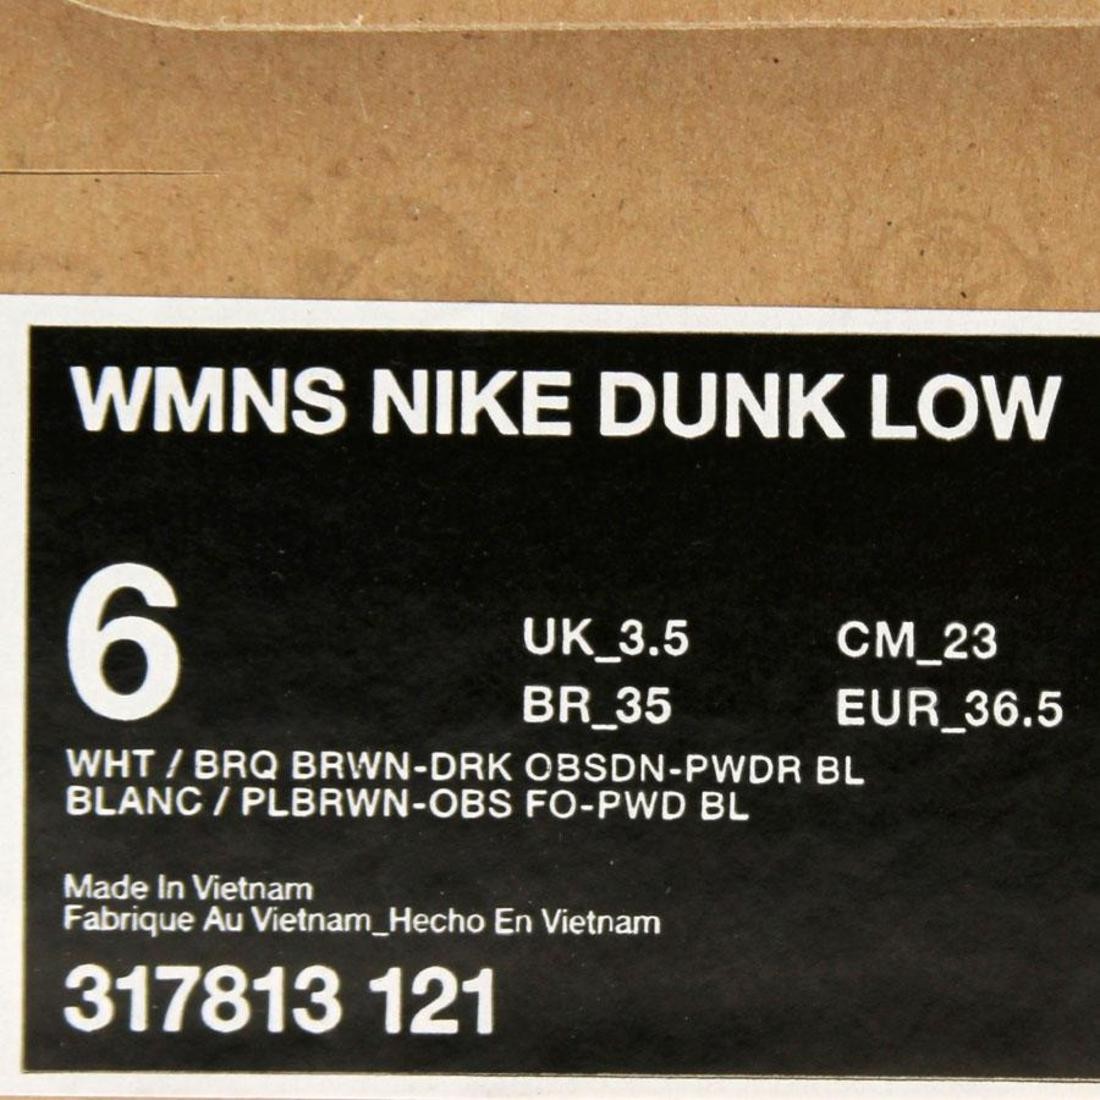 WMNS NIKE DUNK LOW
6
UK_3.5 CM_23
BR_35 EUR_36.5
WHT / BRQ BRWN-DRK OBSDN-PWDR BL
BLANC / PLBRWN-OBS FO-PWD BL
Made In Vietnam
Fabrique Au Vietnam_Hecho En Vietnam
317813 121